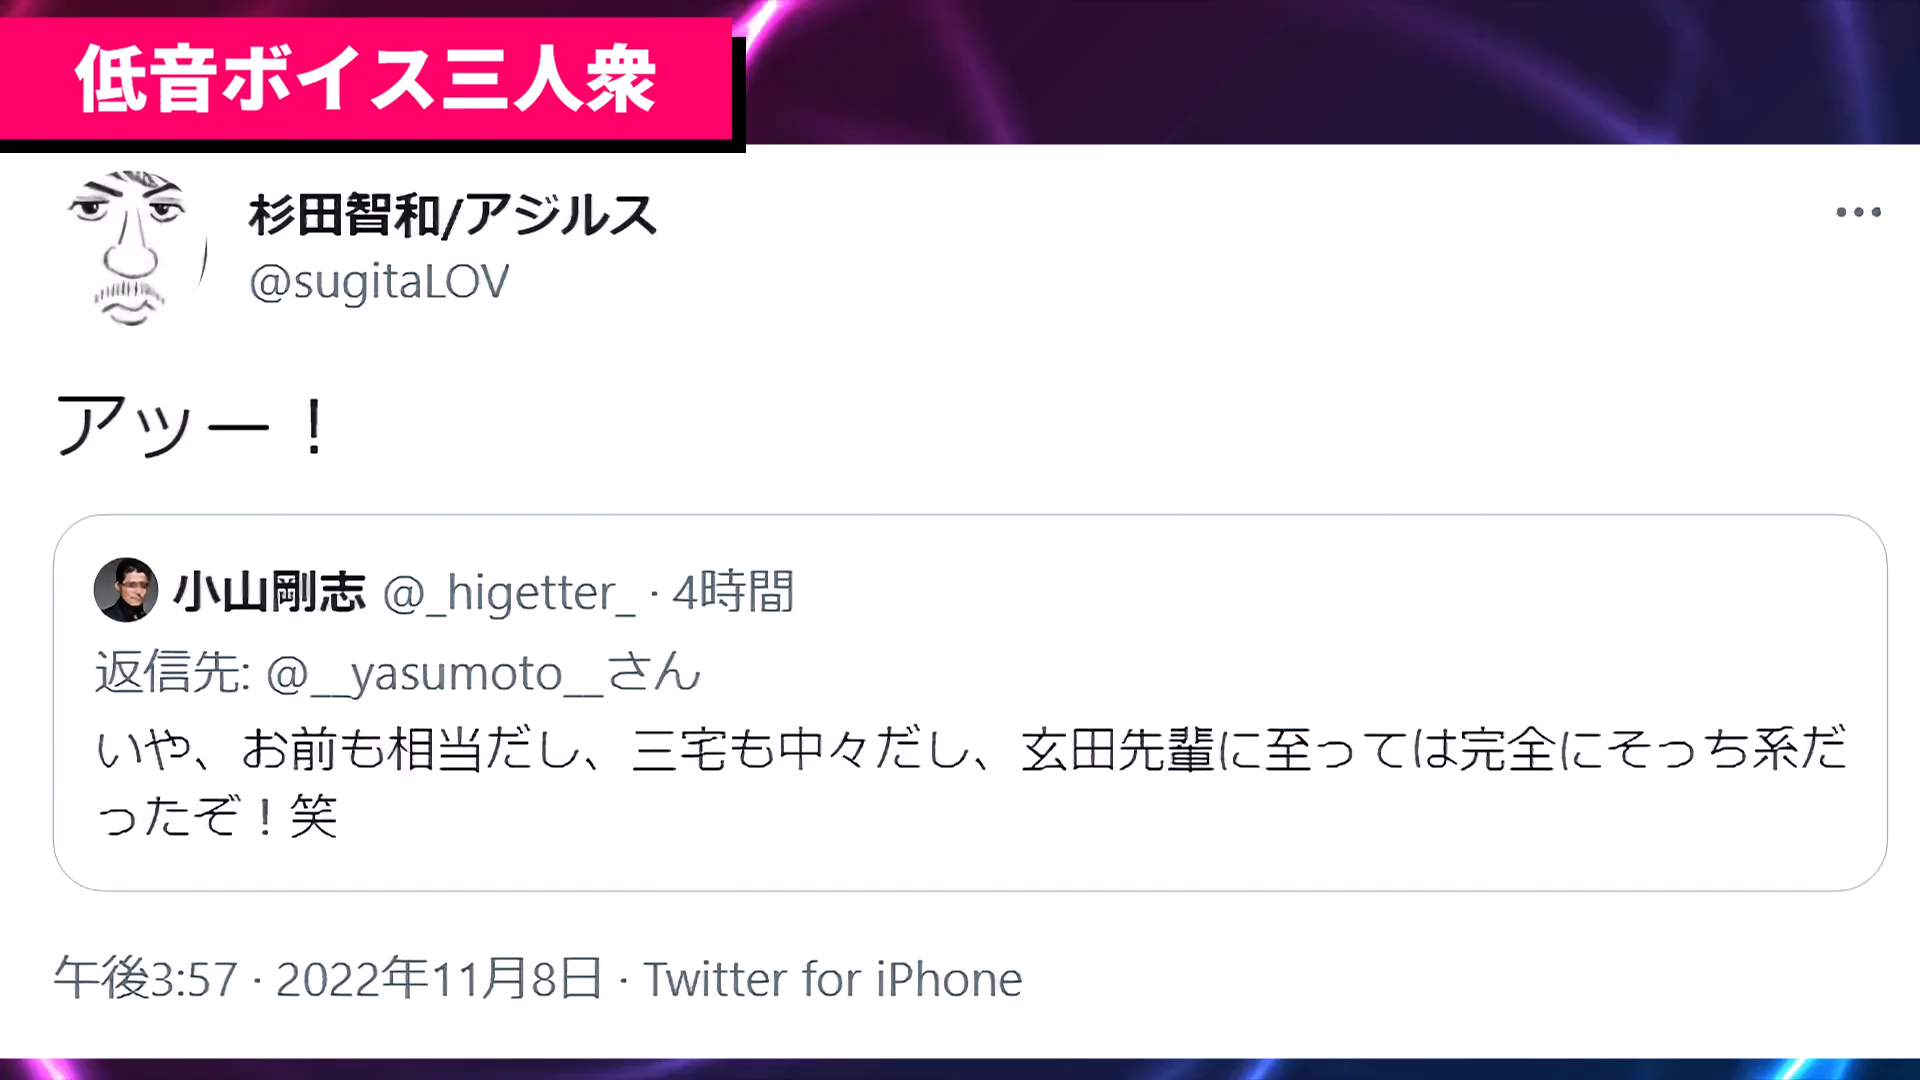 低音ボイス三人衆
杉田智和/アジルス
@sugitaLOV
アッー！
小山剛志 @_higetter_ · 4時間
返信先: @__yasumoto__さん
いや、お前も相当だし、三宅も中々だし、玄田先輩に至っては完全にそっち系だ
ったぞ！笑
午後3:57 · 2022年11月8日 · Twitter for iPhone